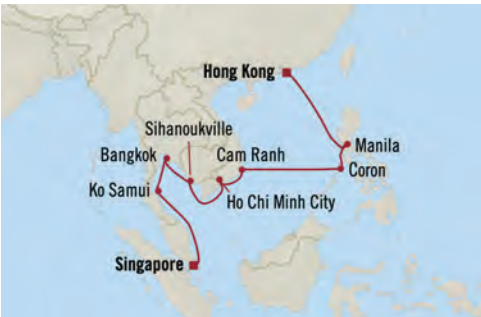 Hong Kong
Sihanoukville
Manila
Bangkok
Cam Ranh
Coron
Ko Samui
Ho Chi Minh City
Singapore